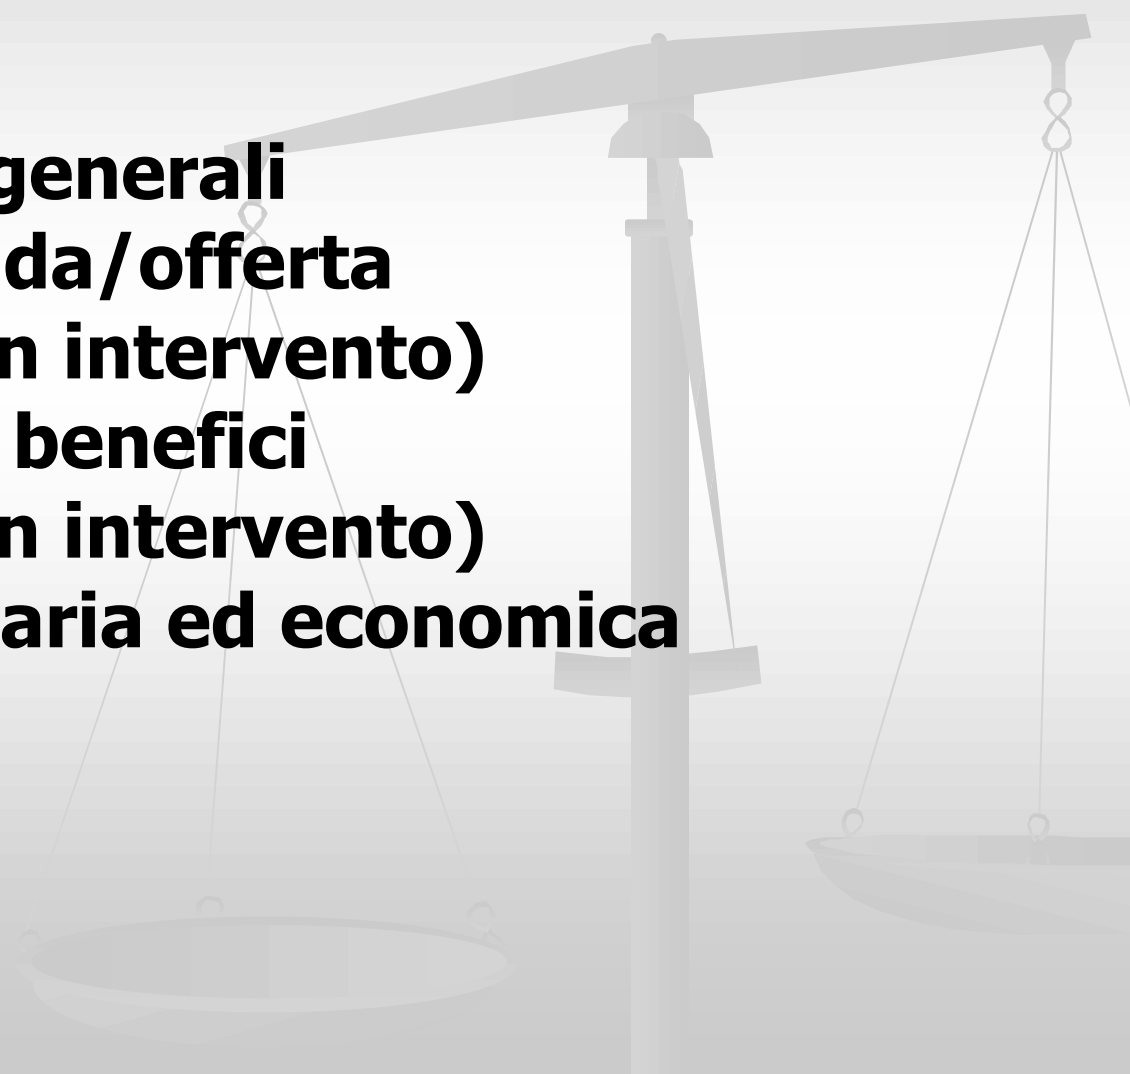 generali
da/offerta
n intervento)
benefici
n intervento)
aria ed economica